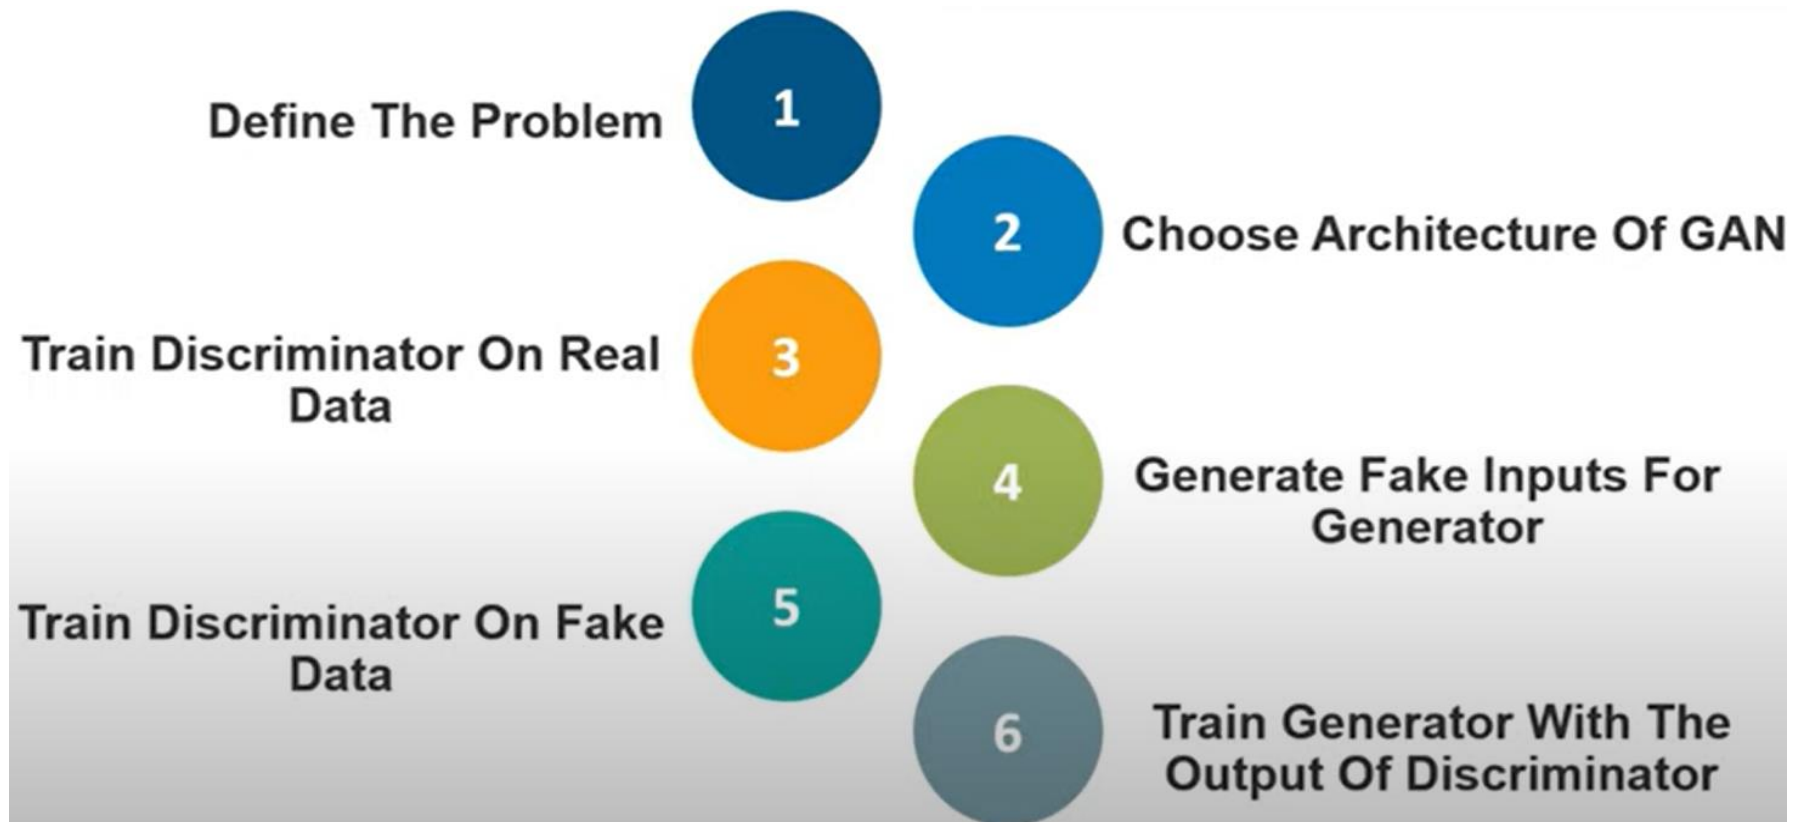 1
Define The Problem
2
Choose Architecture Of GAN
3
Train Discriminator On Real
Data
4
Generate Fake Inputs For
Generator
5
Train Discriminator On Fake
Data
6
Train Generator With The
Output Of Discriminator